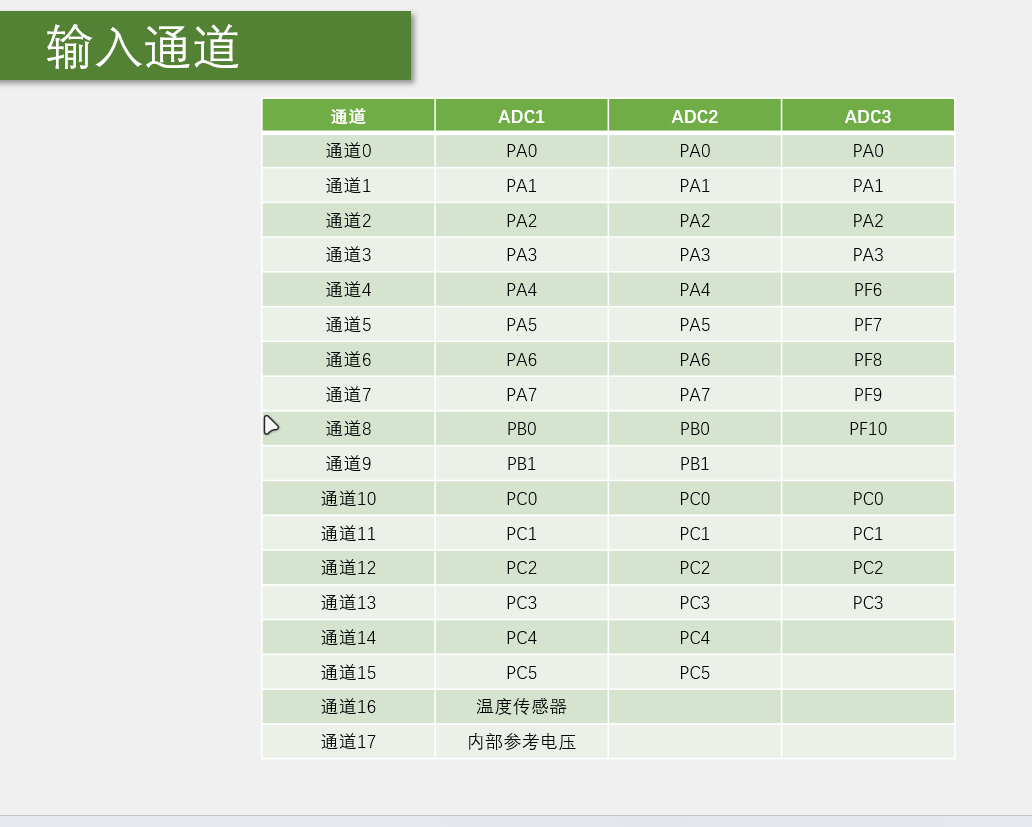 输入通道
通道 ADC1 ADC2 ADC3
通道0 PA0 PA0 PA0
通道1 PA1 PA1 PA1
通道2 PA2 PA2 PA2
通道3 PA3 PA3 PA3
通道4 PA4 PA4 PF6
通道5 PA5 PA5 PF7
通道6 PA6 PA6 PF8
通道7 PA7 PA7 PF9
通道8 PB0 PB0 PF10
通道9 PB1 PB1
通道10 PC0 PC0 PC0
通道11 PC1 PC1 PC1
通道12 PC2 PC2 PC2
通道13 PC3 PC3 PC3
通道14 PC4 PC4
通道15 PC5 PC5
通道16 温度传感器
通道17 内部参考电压